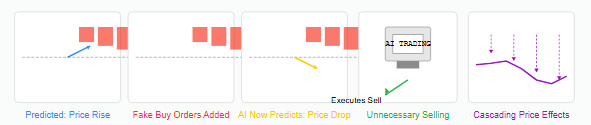 AI TRADING
Executes Sell
Predicted: Price Rise
Fake Buy Orders Added
AI Now Predicts: Price Drop
Unnecessary Selling
Cascading Price Effects